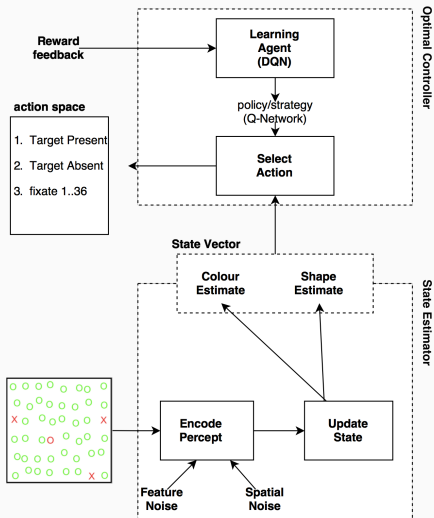 Optimal Controller
Learning
Agent
(DQN)
Reward
feedback
policy/strategy
(Q-Network)
action space
1. Target Present
2. Target Absent
3. fixate 1..36
Select
Action
State Vector
Colour
Estimate
Shape
Estimate
State Estimator
O O O O O O O O
O O O O O O O
X O O O O O X
O O O O O O O
O O O O O O O
O O O O O X O
Encode
Percept
Update
State
Feature
Noise
Spatial
Noise